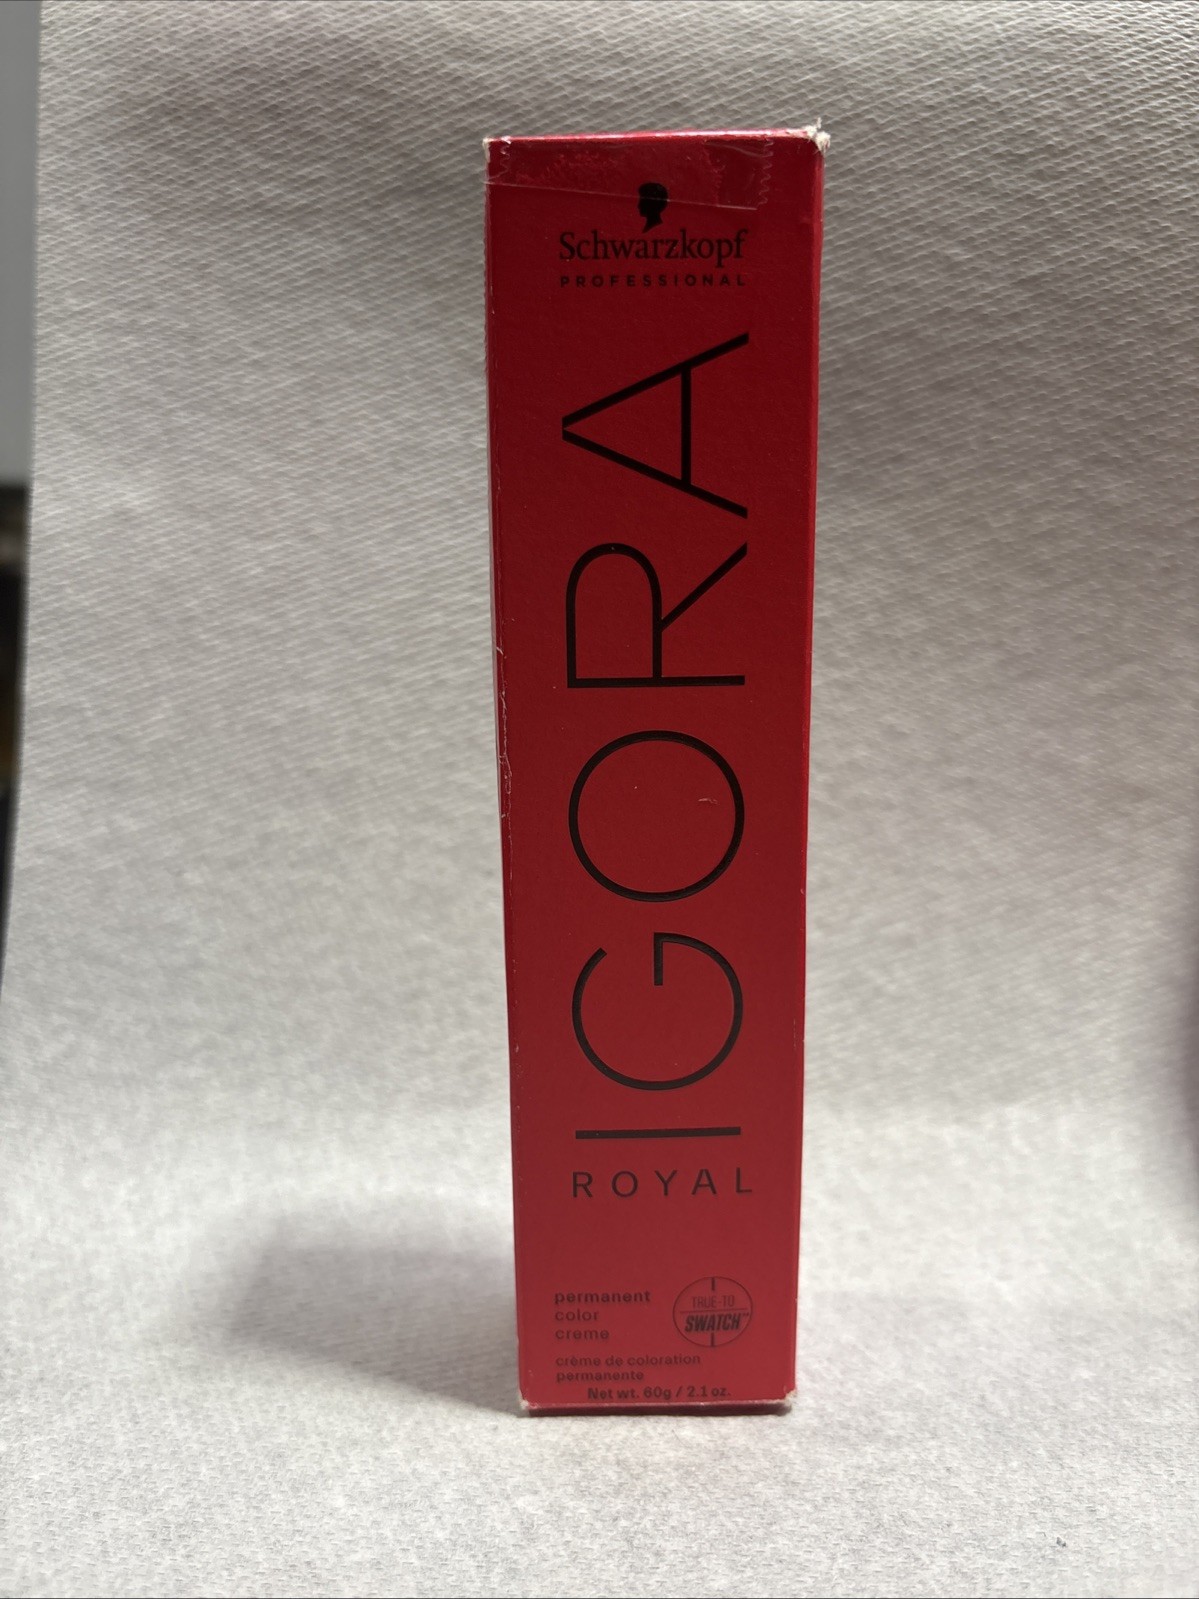 Schwarzkopf
PROFESSIONAL
IGORA
ROYAL
permanent
color
creme
TRUE-TO
SWATCH™
crème de coloration
permanente
Net wt. 60g / 2.1 oz.